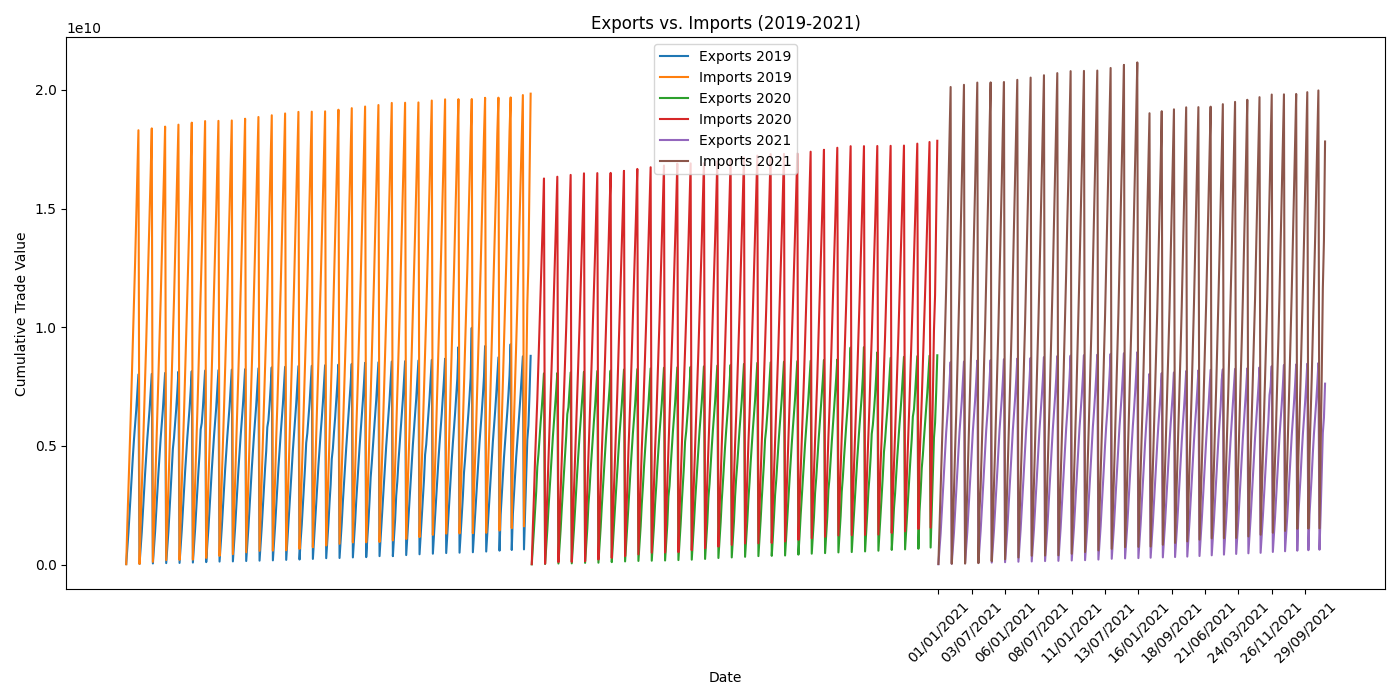 Exports vs. Imports (2019-2021)
1e10
Exports 2019
Imports 2019
Exports 2020
Imports 2020
Exports 2021
Imports 2021
2.0
1.5
1.0
0.5
0.0
Cumulative Trade Value
01/01/2021
03/07/2021
06/01/2021
08/07/2021
11/01/2021
13/07/2021
16/01/2021
18/09/2021
21/06/2021
24/03/2021
26/11/2021
29/09/2021
Date